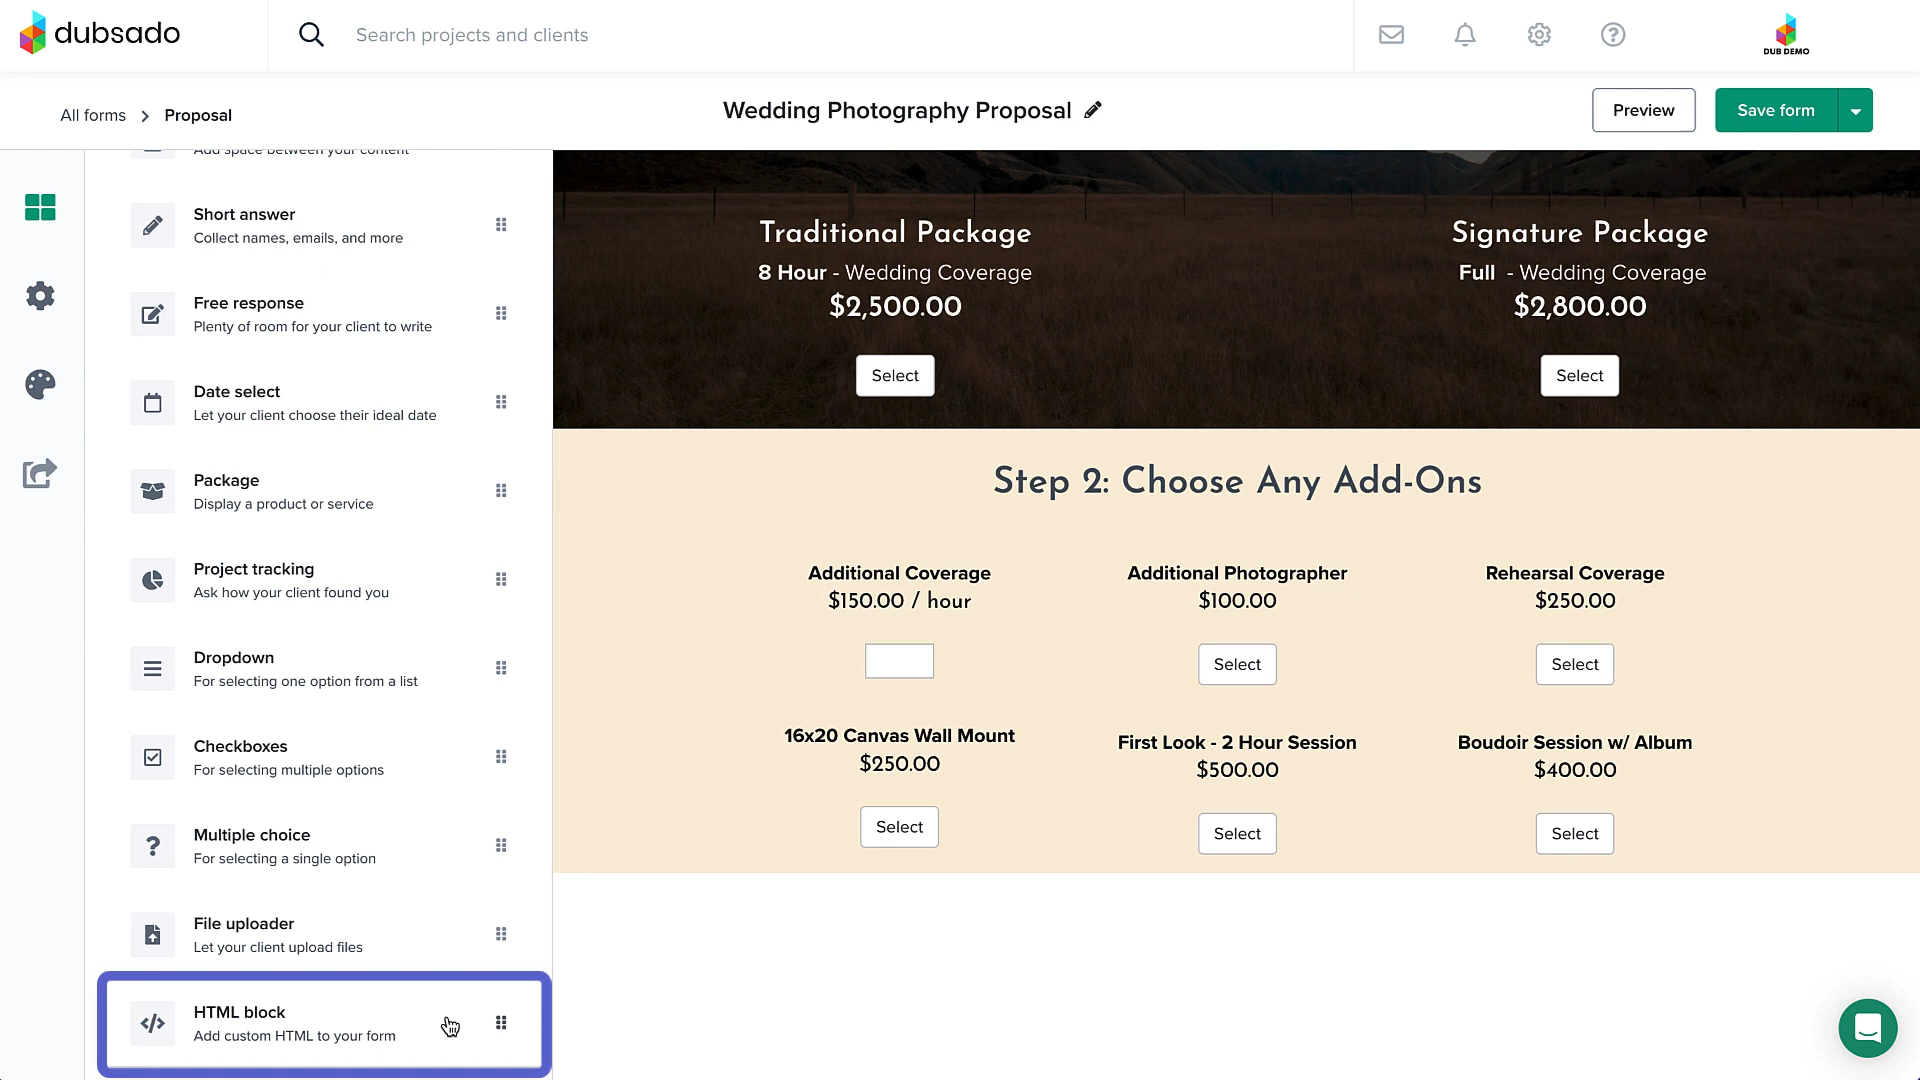 dubsado
Search projects and clients
DUB DEMO
All forms > Proposal
Wedding Photography Proposal
Preview
Save form
Add space between your content
Short answer
Collect names, emails, and more
Free response
Plenty of room for your client to write
Date select
Let your client choose their ideal date
Package
Display a product or service
Project tracking
Ask how your client found you
Dropdown
For selecting one option from a list
Checkboxes
For selecting multiple options
Multiple choice
For selecting a single option
File uploader
Let your client upload files
HTML block
Add custom HTML to your form
Traditional Package
8 Hour - Wedding Coverage
$2,500.00
Select
Signature Package
Full - Wedding Coverage
$2,800.00
Select
Step 2: Choose Any Add-Ons
Additional Coverage
$150.00 / hour
Additional Photographer
$100.00
Select
Rehearsal Coverage
$250.00
Select
16x20 Canvas Wall Mount
$250.00
Select
First Look - 2 Hour Session
$500.00
Select
Boudoir Session w/ Album
$400.00
Select